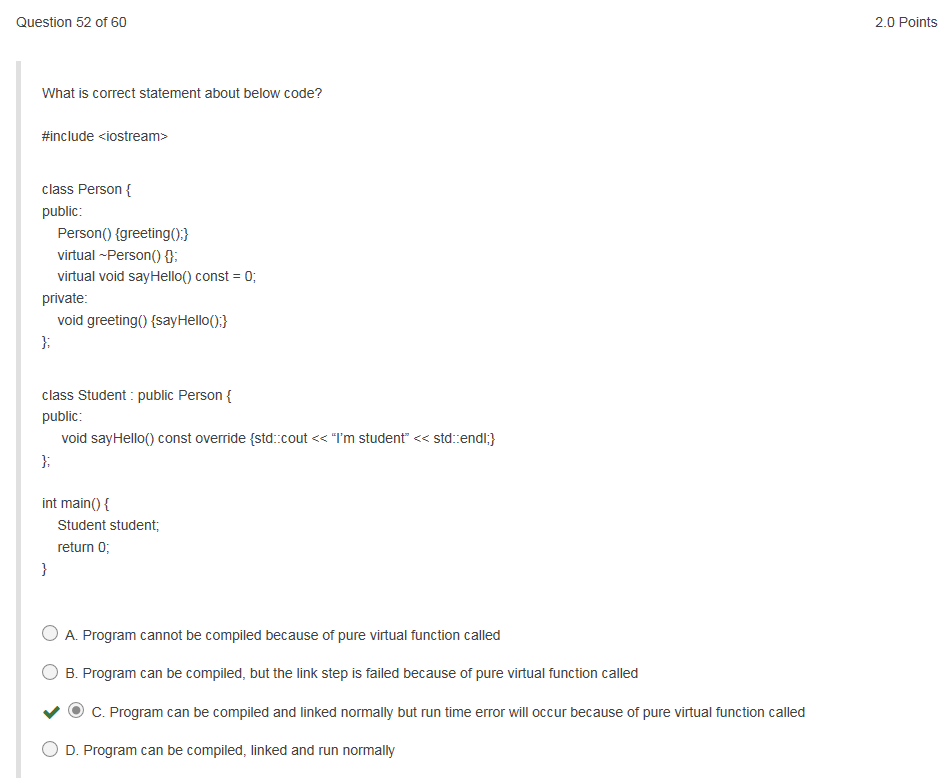 Question 52 of 60
2.0 Points
What is correct statement about below code?
#include <iostream>
class Person {
public:
Person() {greeting();}
virtual ~Person() {};
virtual void sayHello() const = 0;
private:
void greeting() {sayHello();}
};
class Student : public Person {
public:
void sayHello() const override {std::cout << “I’m student” << std::endl;}
};
int main() {
Student student;
return 0;
}
A. Program cannot be compiled because of pure virtual function called
B. Program can be compiled, but the link step is failed because of pure virtual function called
C. Program can be compiled and linked normally but run time error will occur because of pure virtual function called
D. Program can be compiled, linked and run normally